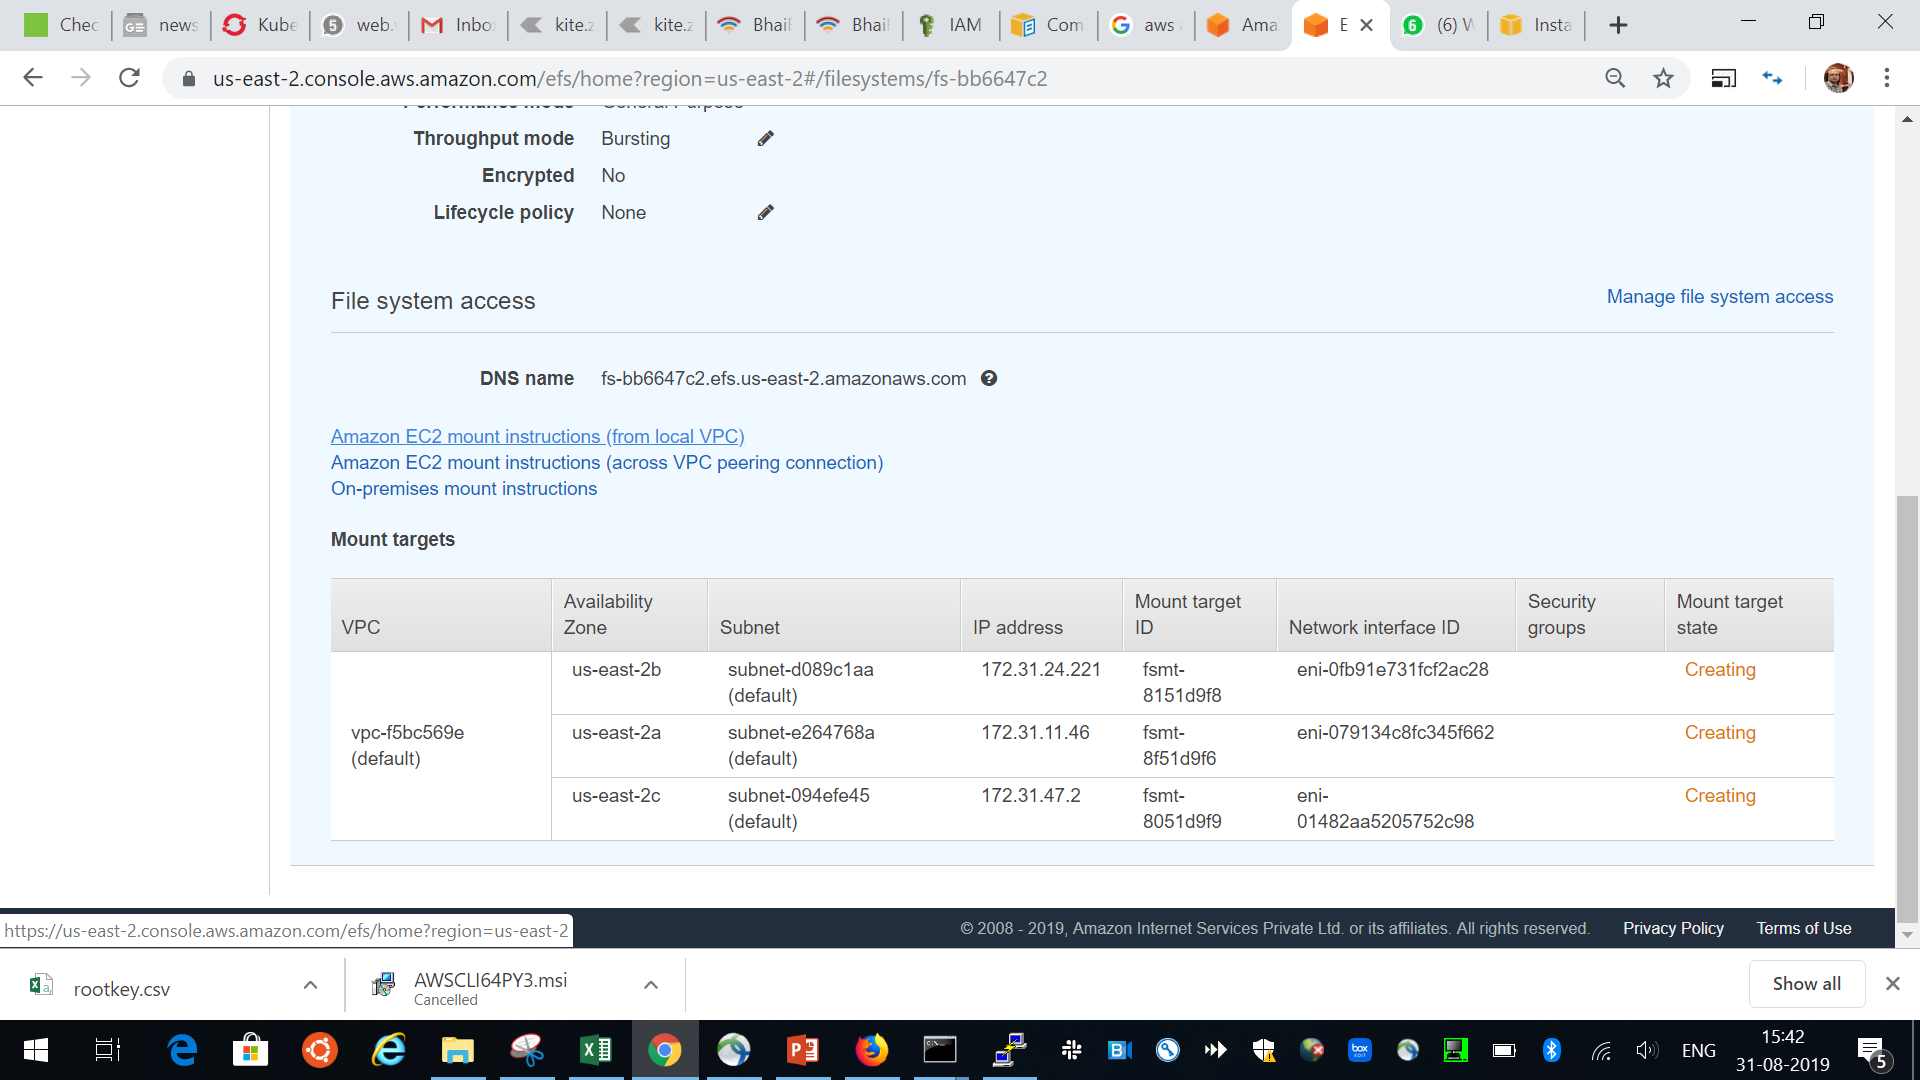 Chec
news
Kube
5
web.
Inbo
kite.z
kite.z
Bhail
Bhail
IAM
Com
aws
Ama
E
6
(6) W
Insta
us-east-2.console.aws.amazon.com/efs/home?region=us-east-2#/filesystems/fs-bb6647c2
Performance mode General Purpose
Throughput mode Bursting
Encrypted No
Lifecycle policy None
File system access
Manage file system access
DNS name fs-bb6647c2.efs.us-east-2.amazonaws.com
Amazon EC2 mount instructions (from local VPC)
Amazon EC2 mount instructions (across VPC peering connection)
On-premises mount instructions
Mount targets
VPC
Availability
Zone
Subnet
IP address
Mount target
ID
Network interface ID
Security
groups
Mount target
state
vpc-f5bc569e
(default)
us-east-2b
subnet-d089c1aa
(default)
172.31.24.221
fsmt-
8151d9f8
eni-0fb91e731fcf2ac28
Creating
us-east-2a
subnet-e264768a
(default)
172.31.11.46
fsmt-
8f51d9f6
eni-079134c8fc345f662
Creating
us-east-2c
subnet-094efe45
(default)
172.31.47.2
fsmt-
8051d9f9
eni-
01482aa5205752c98
Creating
https://us-east-2.console.aws.amazon.com/efs/home?region=us-east-2
© 2008 - 2019, Amazon Internet Services Private Ltd. or its affiliates. All rights reserved.
Privacy Policy
Terms of Use
rootkey.csv
AWSCLI64PY3.msi
Cancelled
Show all
ENG
15:42
31-08-2019
5